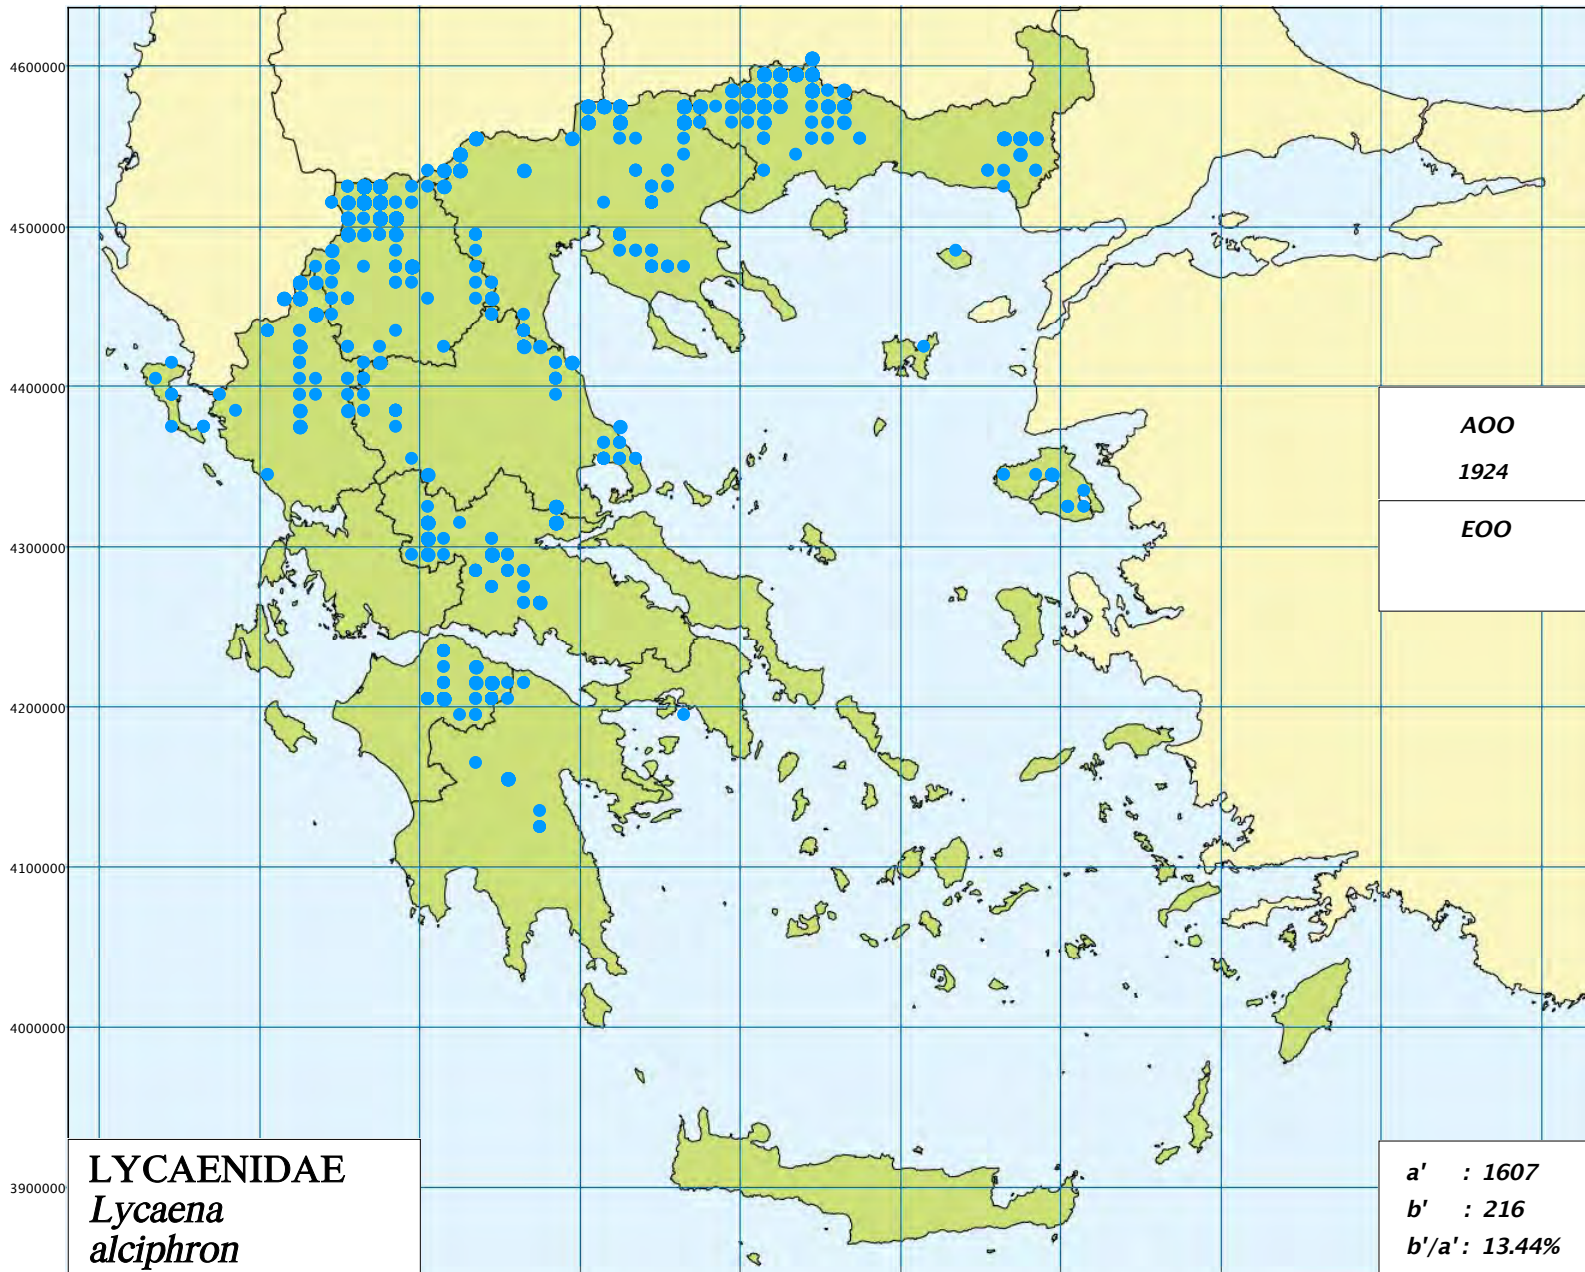 4600000
4500000
4400000
4300000
4200000
4100000
4000000
3900000
AOO
1924
EOO
LYCAENIDAE
Lycaena
alciphron
a' : 1607
b' : 216
b'/a' : 13.44%